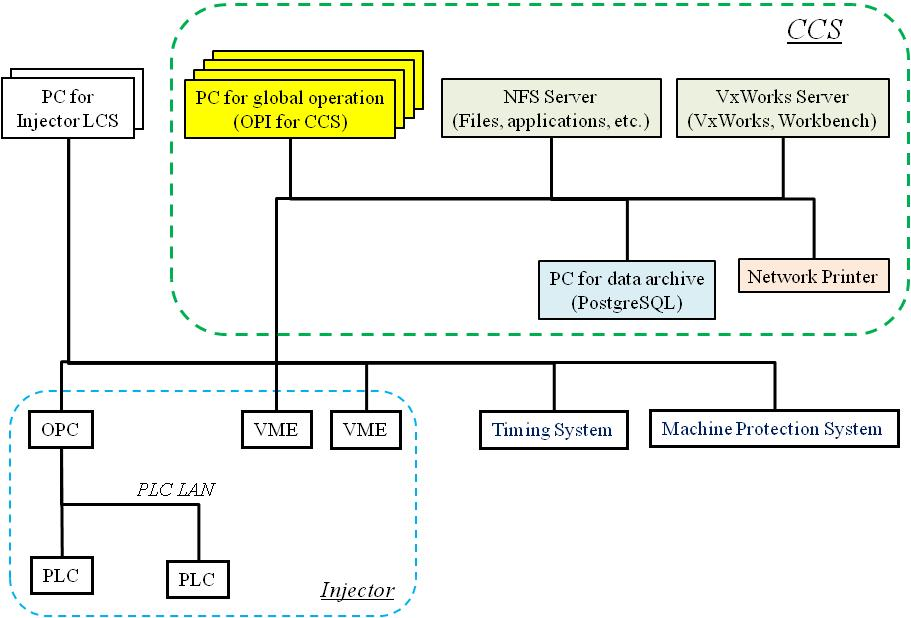 CCS
PC for
Injector LCS
PC for global operation
(OPI for CCS)
NFS Server
(Files, applications, etc.)
VxWorks Server
(VxWorks, Workbench)
PC for data archive
(PostgreSQL)
Network Printer
OPC
VME
VME
Timing System
Machine Protection System
PLC LAN
PLC
PLC
Injector